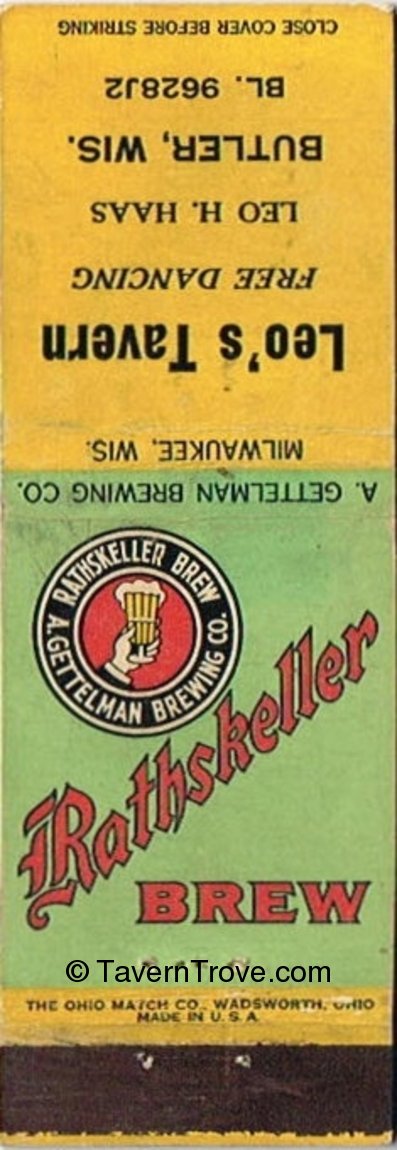 CLOSE COVER BEFORE STRIKING
BL. 9628J2
BUTLER, WIS.
LEO H. HAAS
FREE DANCING
Leo's Tavern
MILWAUKEE, WIS.
A. GETTELMAN BREWING CO.
RATHSKELLER BREW
A. GETTELMAN BREWING CO.
Rathskeller
BREW
© TavernTrove.com
THE OHIO MATCH CO., WADSWORTH, OHIO
MADE IN U.S.A.